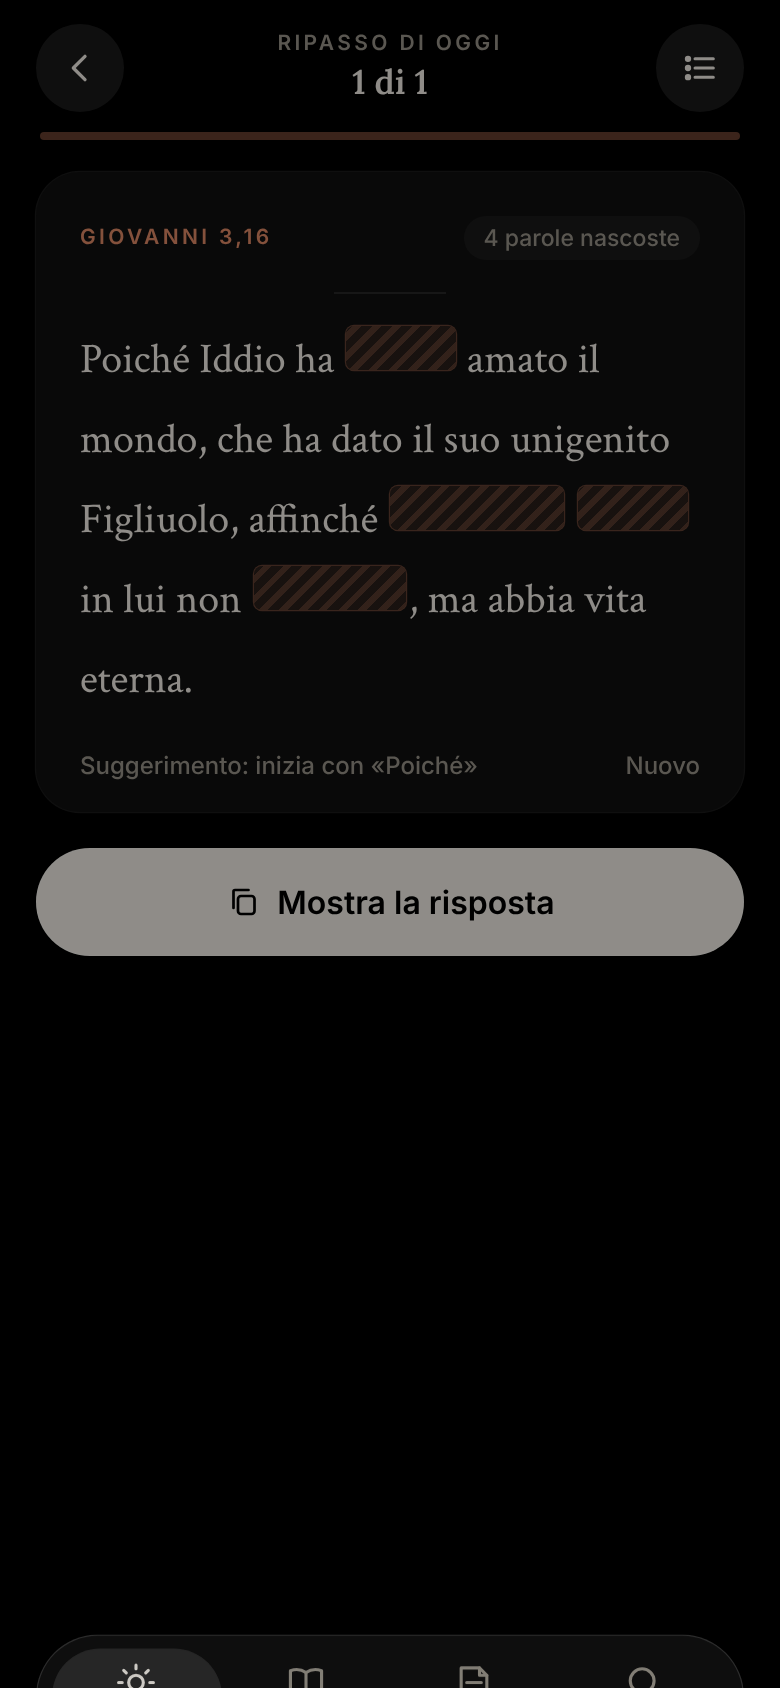 RIPASSO DI OGGI
1 di 1
GIOVANNI 3,16
4 parole nascoste
Poiché Iddio ha amato il
mondo, che ha dato il suo unigenito
Figliuolo, affinché
in lui non , ma abbia vita
eterna.
Suggerimento: inizia con «Poiché»
Nuovo
Mostra la risposta